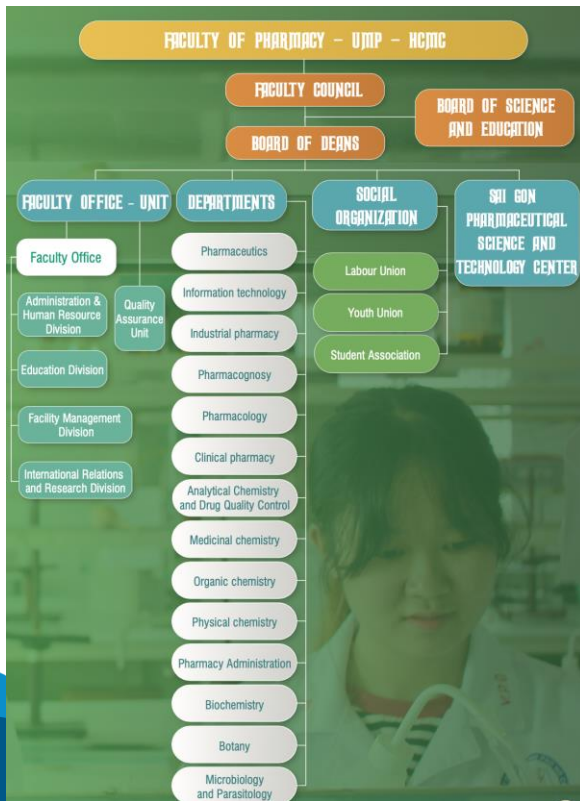 FACULTY OF PHARMACY - UMP - HCMC
FACULTY COUNCIL
BOARD OF SCIENCE
AND EDUCATION
BOARD OF DEANS
FACULTY OFFICE - UNIT
DEPARTMENTS
SOCIAL
ORGANIZATION
SAI GON
PHARMACEUTICAL
SCIENCE AND
TECHNOLOGY CENTER
Faculty Office
Administration &
Human Resource
Division
Quality
Assurance
Unit
Education Division
Facility Management
Division
International Relations
and Research Division
Pharmaceutics
Information technology
Industrial pharmacy
Pharmacognosy
Pharmacology
Clinical pharmacy
Analytical Chemistry
and Drug Quality Control
Medicinal chemistry
Organic chemistry
Physical chemistry
Pharmacy Administration
Biochemistry
Botany
Microbiology
and Parasitology
Labour Union
Youth Union
Student Association